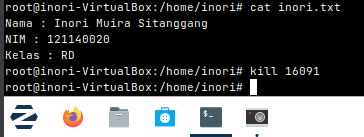 root@inori-VirtualBox:/home/inori# cat inori.txt
Nama : Inori Muira Sitanggang
NIM : 121140020
Kelas : RD
root@inori-VirtualBox:/home/inori# kill 16091
root@inori-VirtualBox:/home/inori#